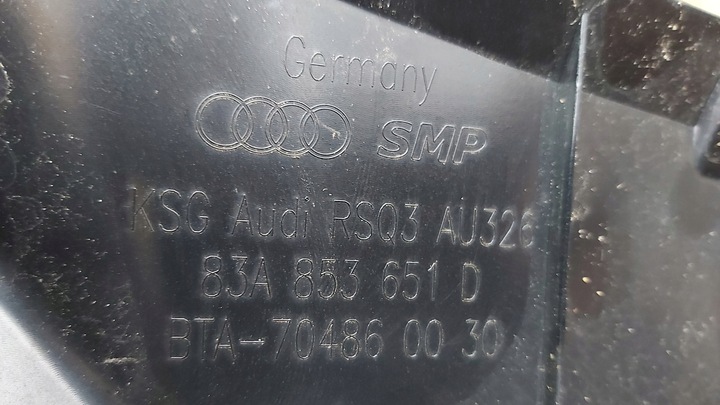 Germany
SMP
KSG Audi RSQ3 AU326
83A 853 651 D
BTA-70486 00 30